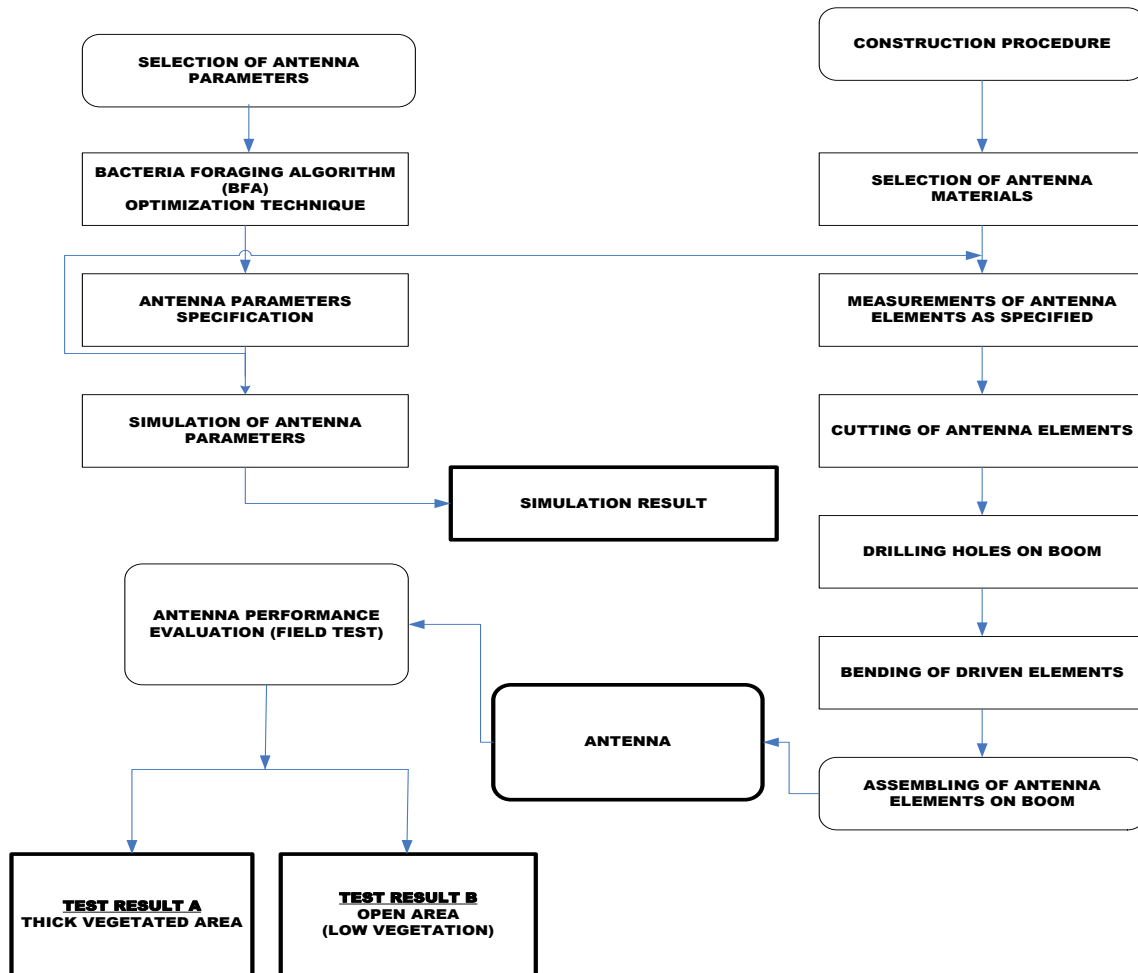 SELECTION OF ANTENNA
PARAMETERS
BACTERIA FORAGING ALGORITHM
(BFA)
OPTIMIZATION TECHNIQUE
ANTENNA PARAMETERS
SPECIFICATION
SIMULATION OF ANTENNA
PARAMETERS
SIMULATION RESULT
CONSTRUCTION PROCEDURE
SELECTION OF ANTENNA
MATERIALS
MEASUREMENTS OF ANTENNA
ELEMENTS AS SPECIFIED
CUTTING OF ANTENNA ELEMENTS
DRILLING HOLES ON BOOM
BENDING OF DRIVEN ELEMENTS
ASSEMBLING OF ANTENNA
ELEMENTS ON BOOM
ANTENNA
ANTENNA PERFORMANCE
EVALUATION (FIELD TEST)
TEST RESULT A
THICK VEGETATED AREA
TEST RESULT B
OPEN AREA
(LOW VEGETATION)